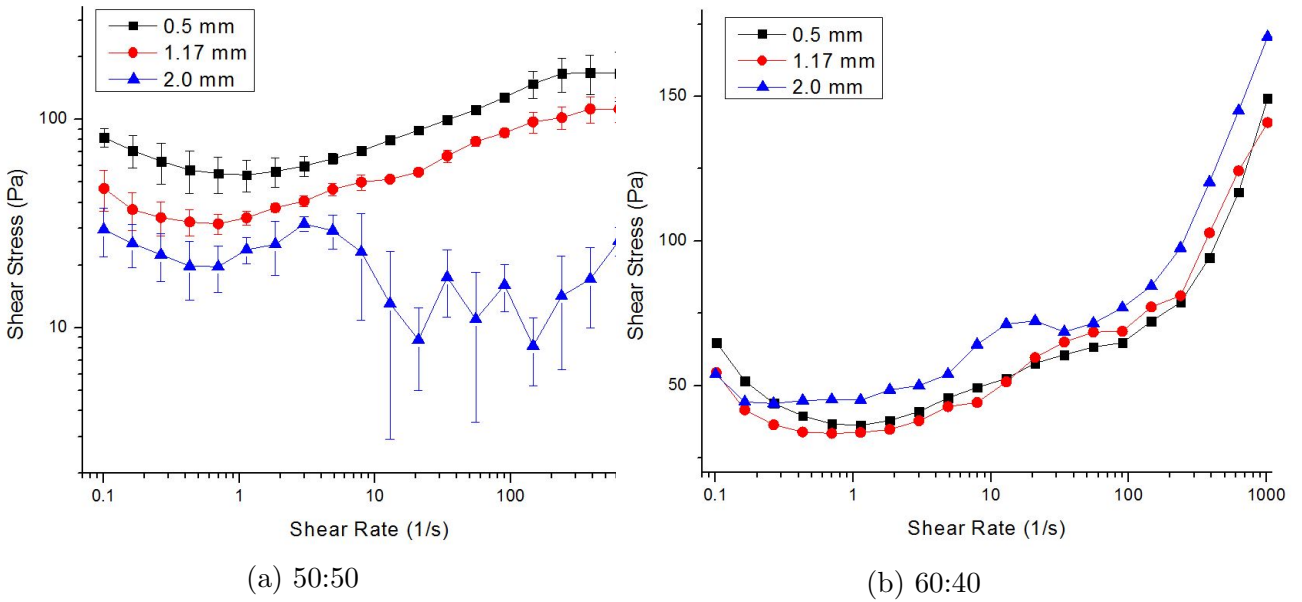 0.5 mm
1.17 mm
2.0 mm
100
10
Shear Stress (Pa)
0.1
1
10
100
Shear Rate (1/s)
(a) 50:50
0.5 mm
1.17 mm
2.0 mm
150
100
50
Shear Stress (Pa)
0.1
1
10
100
1000
Shear Rate (1/s)
(b) 60:40